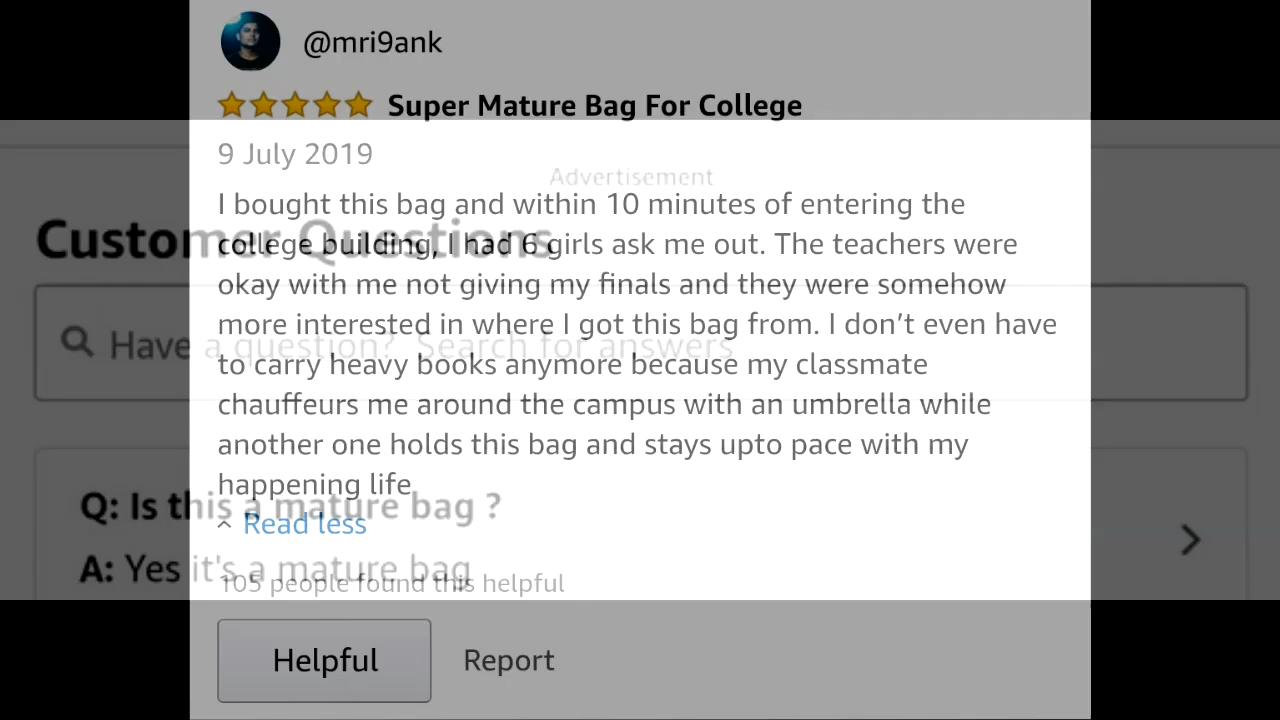 @mri9ank
Super Mature Bag For College
9 July 2019
Advertisement
I bought this bag and within 10 minutes of entering the
Customer Questions
college building, I had 6 girls ask me out. The teachers were
okay with me not giving my finals and they were somehow
more interested in where I got this bag from. I don’t even have
Have a question? Search for answers
to carry heavy books anymore because my classmate
chauffeurs me around the campus with an umbrella while
another one holds this bag and stays upto pace with my
happening life
Q: Is this a mature bag ?
^ Read less
A: Yes it's a mature bag
105 people found this helpful
Helpful
Report